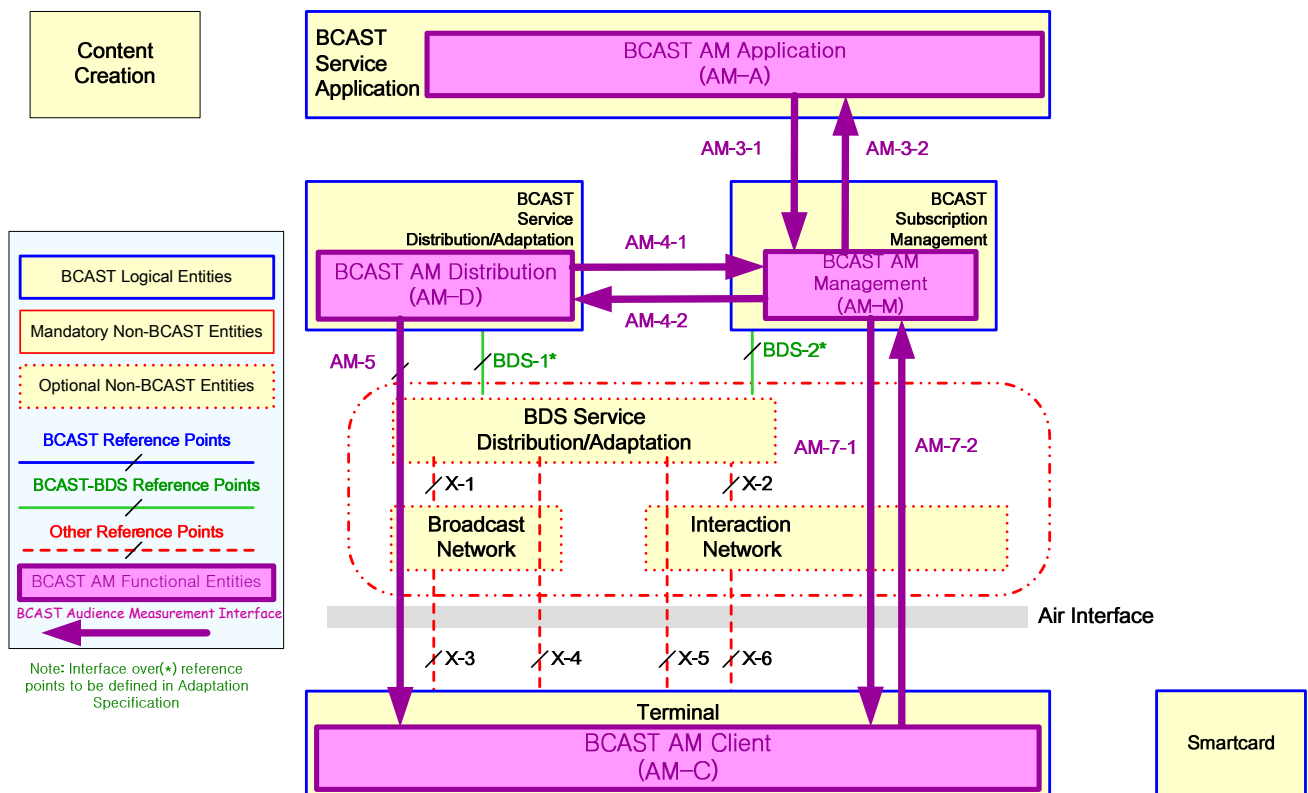 Content
Creation
BCAST
Service
Application
BCAST AM Application
(AM-A)
AM-3-1
AM-3-2
BCAST
Service
Distribution/Adaptation
BCAST AM Distribution
(AM-D)
AM-4-1
AM-4-2
BCAST
Subscription
Management
BCAST AM
Management
(AM-M)
BCAST Logical Entities
Mandatory Non-BCAST Entities
Optional Non-BCAST Entities
BCAST Reference Points
BCAST-BDS Reference Points
Other Reference Points
BCAST AM Functional Entities
BCAST Audience Measurement Interface
Note: Interface over(*) reference
points to be defined in Adaptation
Specification
AM-5
BDS-1*
BDS-2*
BDS Service
Distribution/Adaptation
AM-7-1
AM-7-2
X-1
X-2
Broadcast
Network
Interaction
Network
Air Interface
X-3
X-4
X-5
X-6
Terminal
BCAST AM Client
(AM-C)
Smartcard